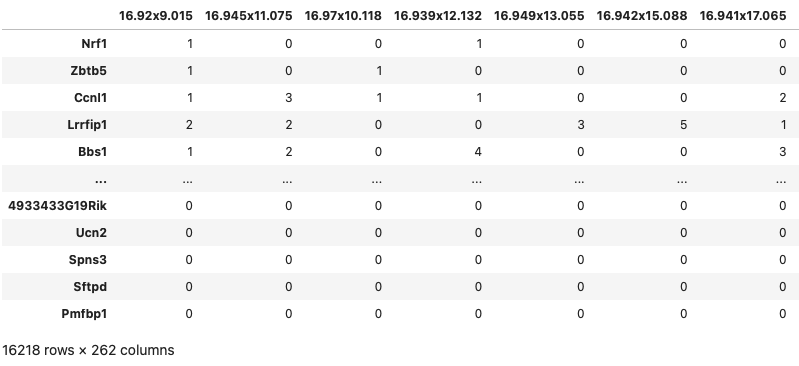 16.92x9.015 16.945x11.075 16.97x10.118 16.939x12.132 16.949x13.055 16.942x15.088 16.941x17.065
Nrf1 1 0 0 1 0 0 0
Zbtb5 1 0 1 0 0 0 0
Ccnl1 1 3 1 1 0 0 2
Lrrfip1 2 2 0 0 3 5 1
Bbs1 1 2 0 4 0 0 3
... ... ... ... ... ... ... ...
4933433G19Rik 0 0 0 0 0 0 0
Ucn2 0 0 0 0 0 0 0
Spns3 0 0 0 0 0 0 0
Sftpd 0 0 0 0 0 0 0
Pmfbp1 0 0 0 0 0 0 0
16218 rows × 262 columns